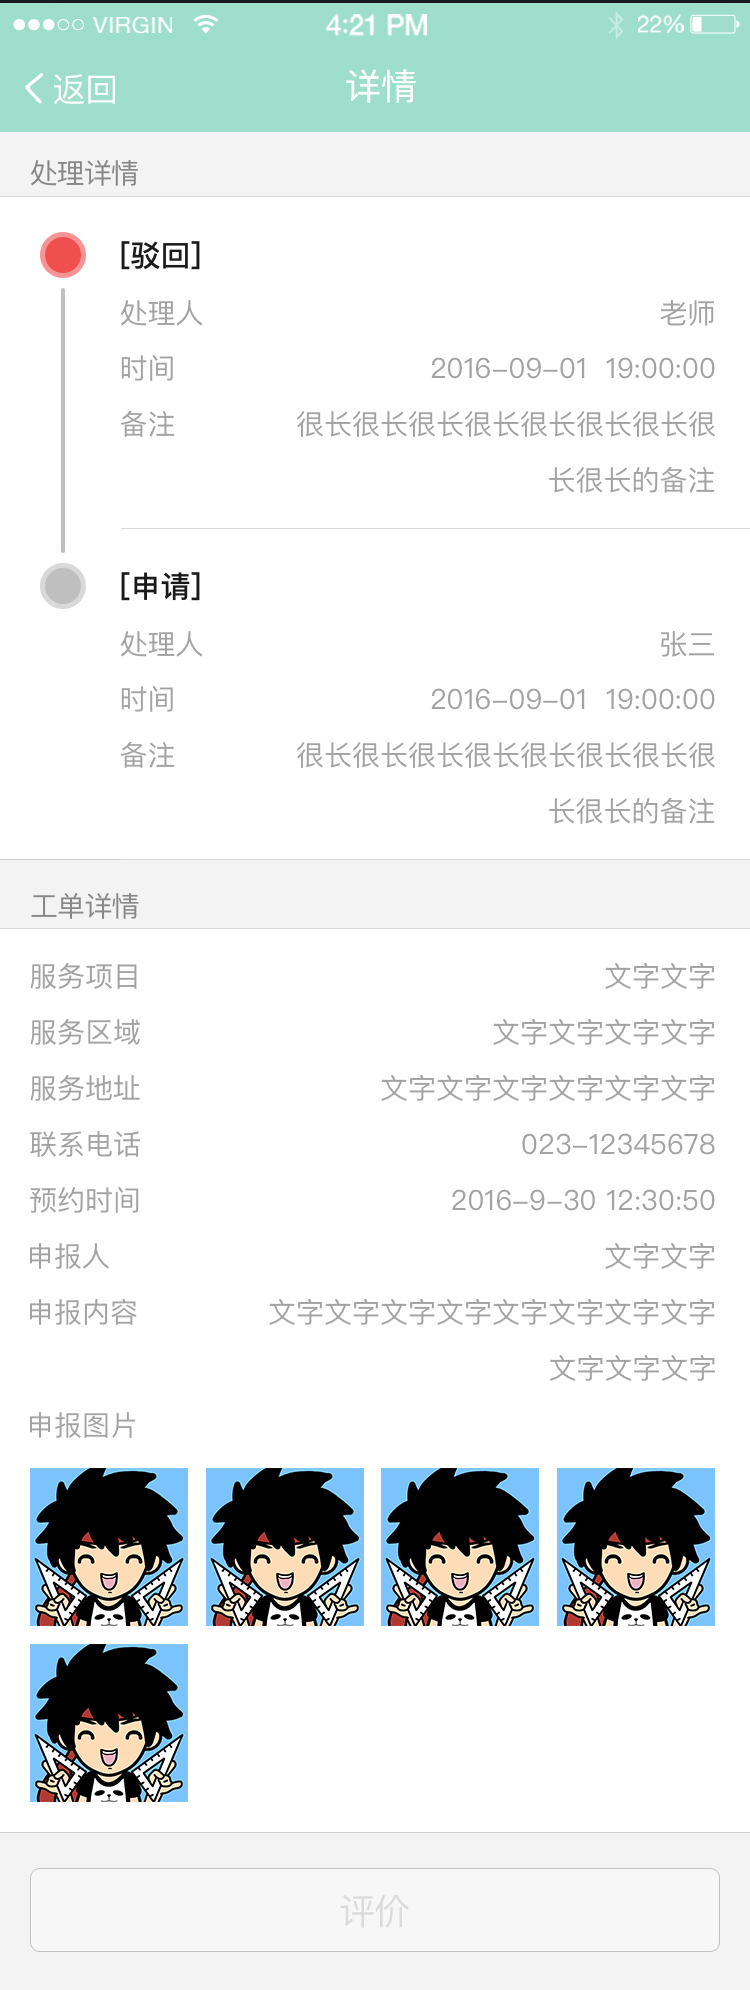 VIRGIN 4:21 PM 22%
返回 详情
处理详情
[驳回]
处理人 老师
时间 2016-09-01 19:00:00
备注 很长很长很长很长很长很长很长很
长很长的备注
[申请]
处理人 张三
时间 2016-09-01 19:00:00
备注 很长很长很长很长很长很长很长很
长很长的备注
工单详情
服务项目 文字文字
服务区域 文字文字文字文字
服务地址 文字文字文字文字文字文字
联系电话 023-12345678
预约时间 2016-9-30 12:30:50
申报人 文字文字
申报内容 文字文字文字文字文字文字文字文字
文字文字文字
申报图片
评价